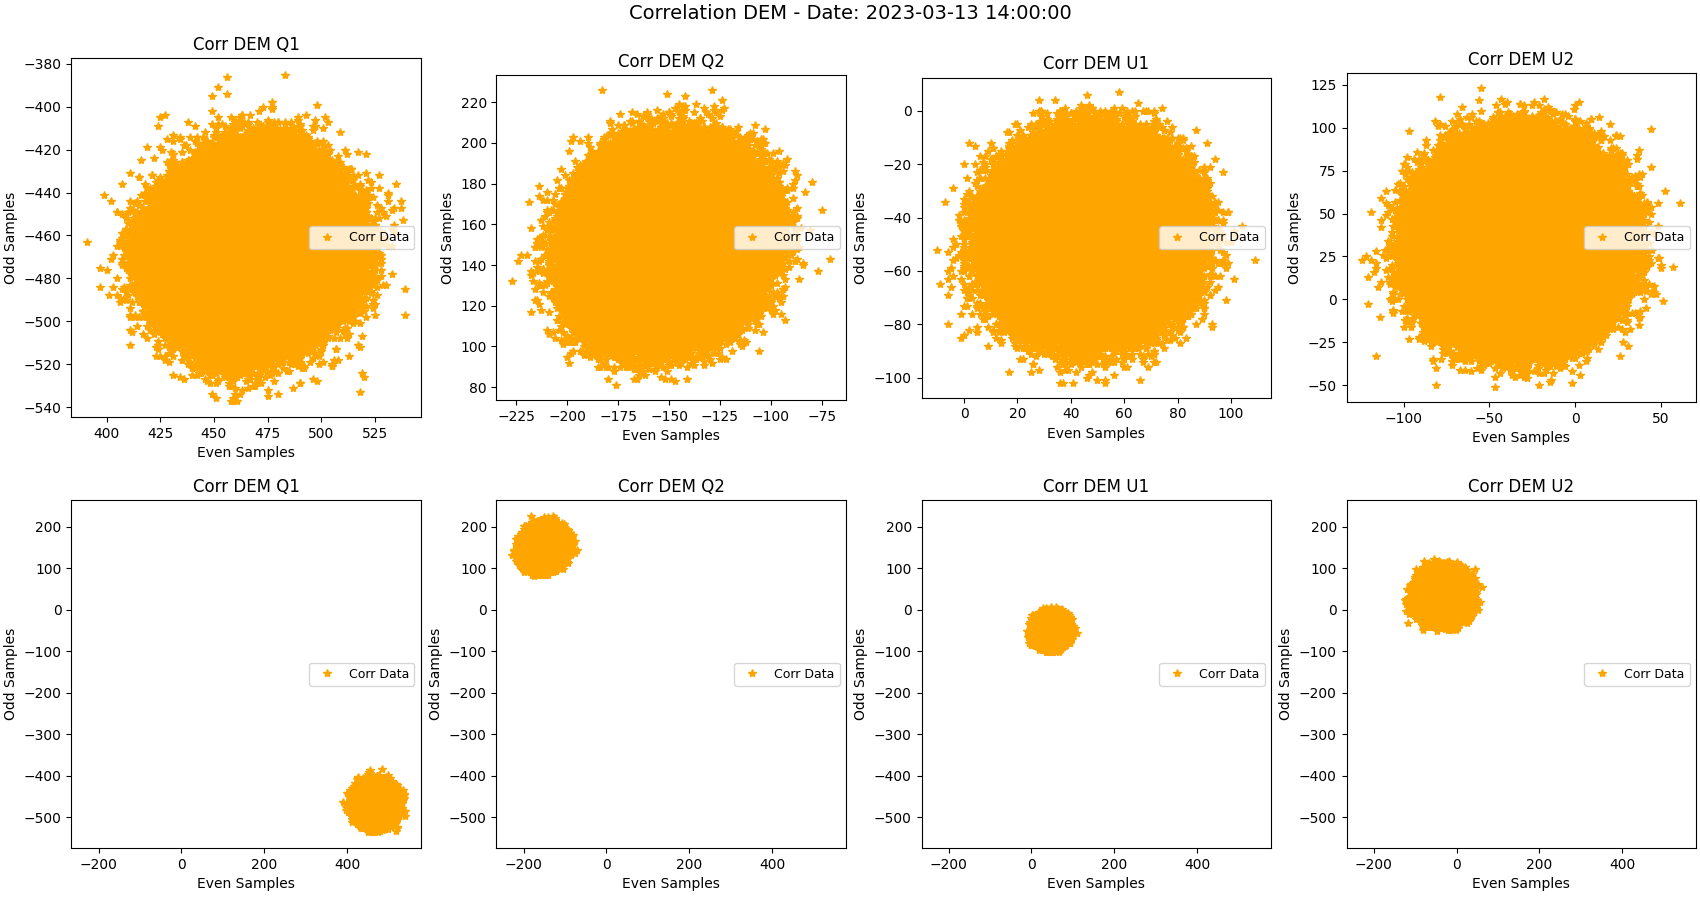 Correlation DEM - Date: 2023-03-13 14:00:00
Corr DEM Q1
−380
−400
−420
−440
−460
−480
−500
−520
−540
Odd Samples
Corr Data
400 425 450 475 500 525
Even Samples
Corr DEM Q2
220
200
180
160
140
120
100
80
Odd Samples
Corr Data
−225 −200 −175 −150 −125 −100 −75
Even Samples
Corr DEM U1
0
−20
−40
−60
−80
−100
Odd Samples
Corr Data
0 20 40 60 80 100
Even Samples
Corr DEM U2
125
100
75
50
25
0
−25
−50
Odd Samples
Corr Data
−100 −50 0 50
Even Samples
Corr DEM Q1
200
100
0
−100
−200
−300
−400
−500
Odd Samples
Corr Data
−200 0 200 400
Even Samples
Corr DEM Q2
200
100
0
−100
−200
−300
−400
−500
Odd Samples
Corr Data
−200 0 200 400
Even Samples
Corr DEM U1
200
100
0
−100
−200
−300
−400
−500
Odd Samples
Corr Data
−200 0 200 400
Even Samples
Corr DEM U2
200
100
0
−100
−200
−300
−400
−500
Odd Samples
Corr Data
−200 0 200 400
Even Samples